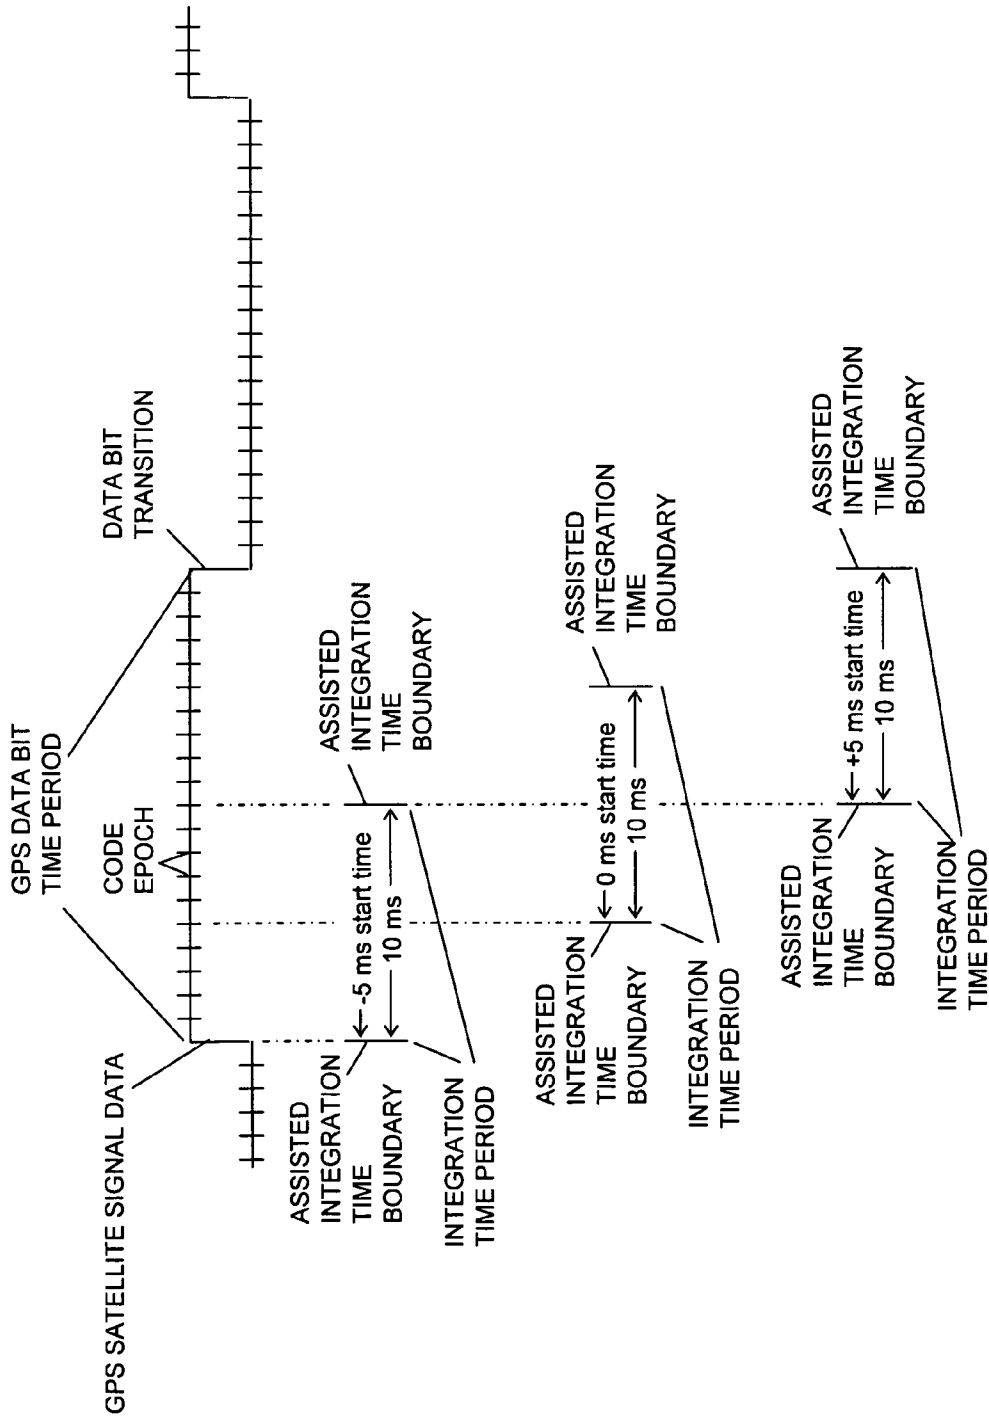 GPS DATA BIT
TIME PERIOD
GPS SATELLITE SIGNAL DATA
CODE
EPOCH
DATA BIT
TRANSITION
ASSISTED
INTEGRATION
TIME
BOUNDARY
-5 ms start time
10 ms
ASSISTED
INTEGRATION
TIME
BOUNDARY
INTEGRATION
TIME PERIOD
ASSISTED
INTEGRATION
TIME
BOUNDARY
0 ms start time
10 ms
ASSISTED
INTEGRATION
TIME
BOUNDARY
INTEGRATION
TIME PERIOD
ASSISTED
INTEGRATION
TIME
BOUNDARY
+5 ms start time
10 ms
ASSISTED
INTEGRATION
TIME
BOUNDARY
INTEGRATION
TIME PERIOD